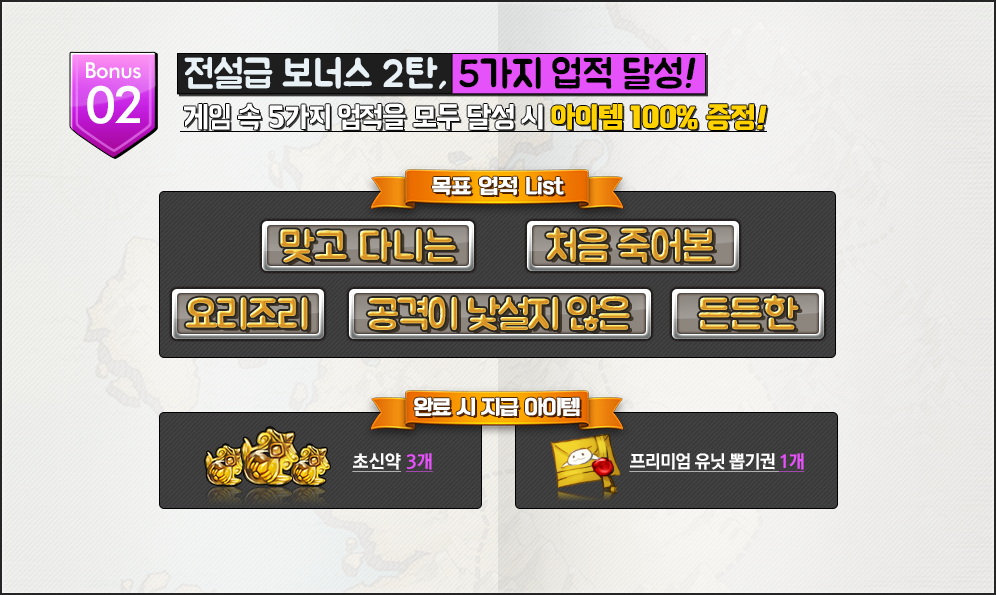 Bonus
02
전설급 보너스 2탄, 5가지 업적 달성!
게임 속 5가지 업적을 모두 달성 시 아이템 100% 증정!
목표 업적 List
맞고 다니는
처음 죽어본
요리조리
공격이 낯설지 않은
든든한
완료 시 지급 아이템
초신약 3개
프리미엄 유닛 뽑기권 1개